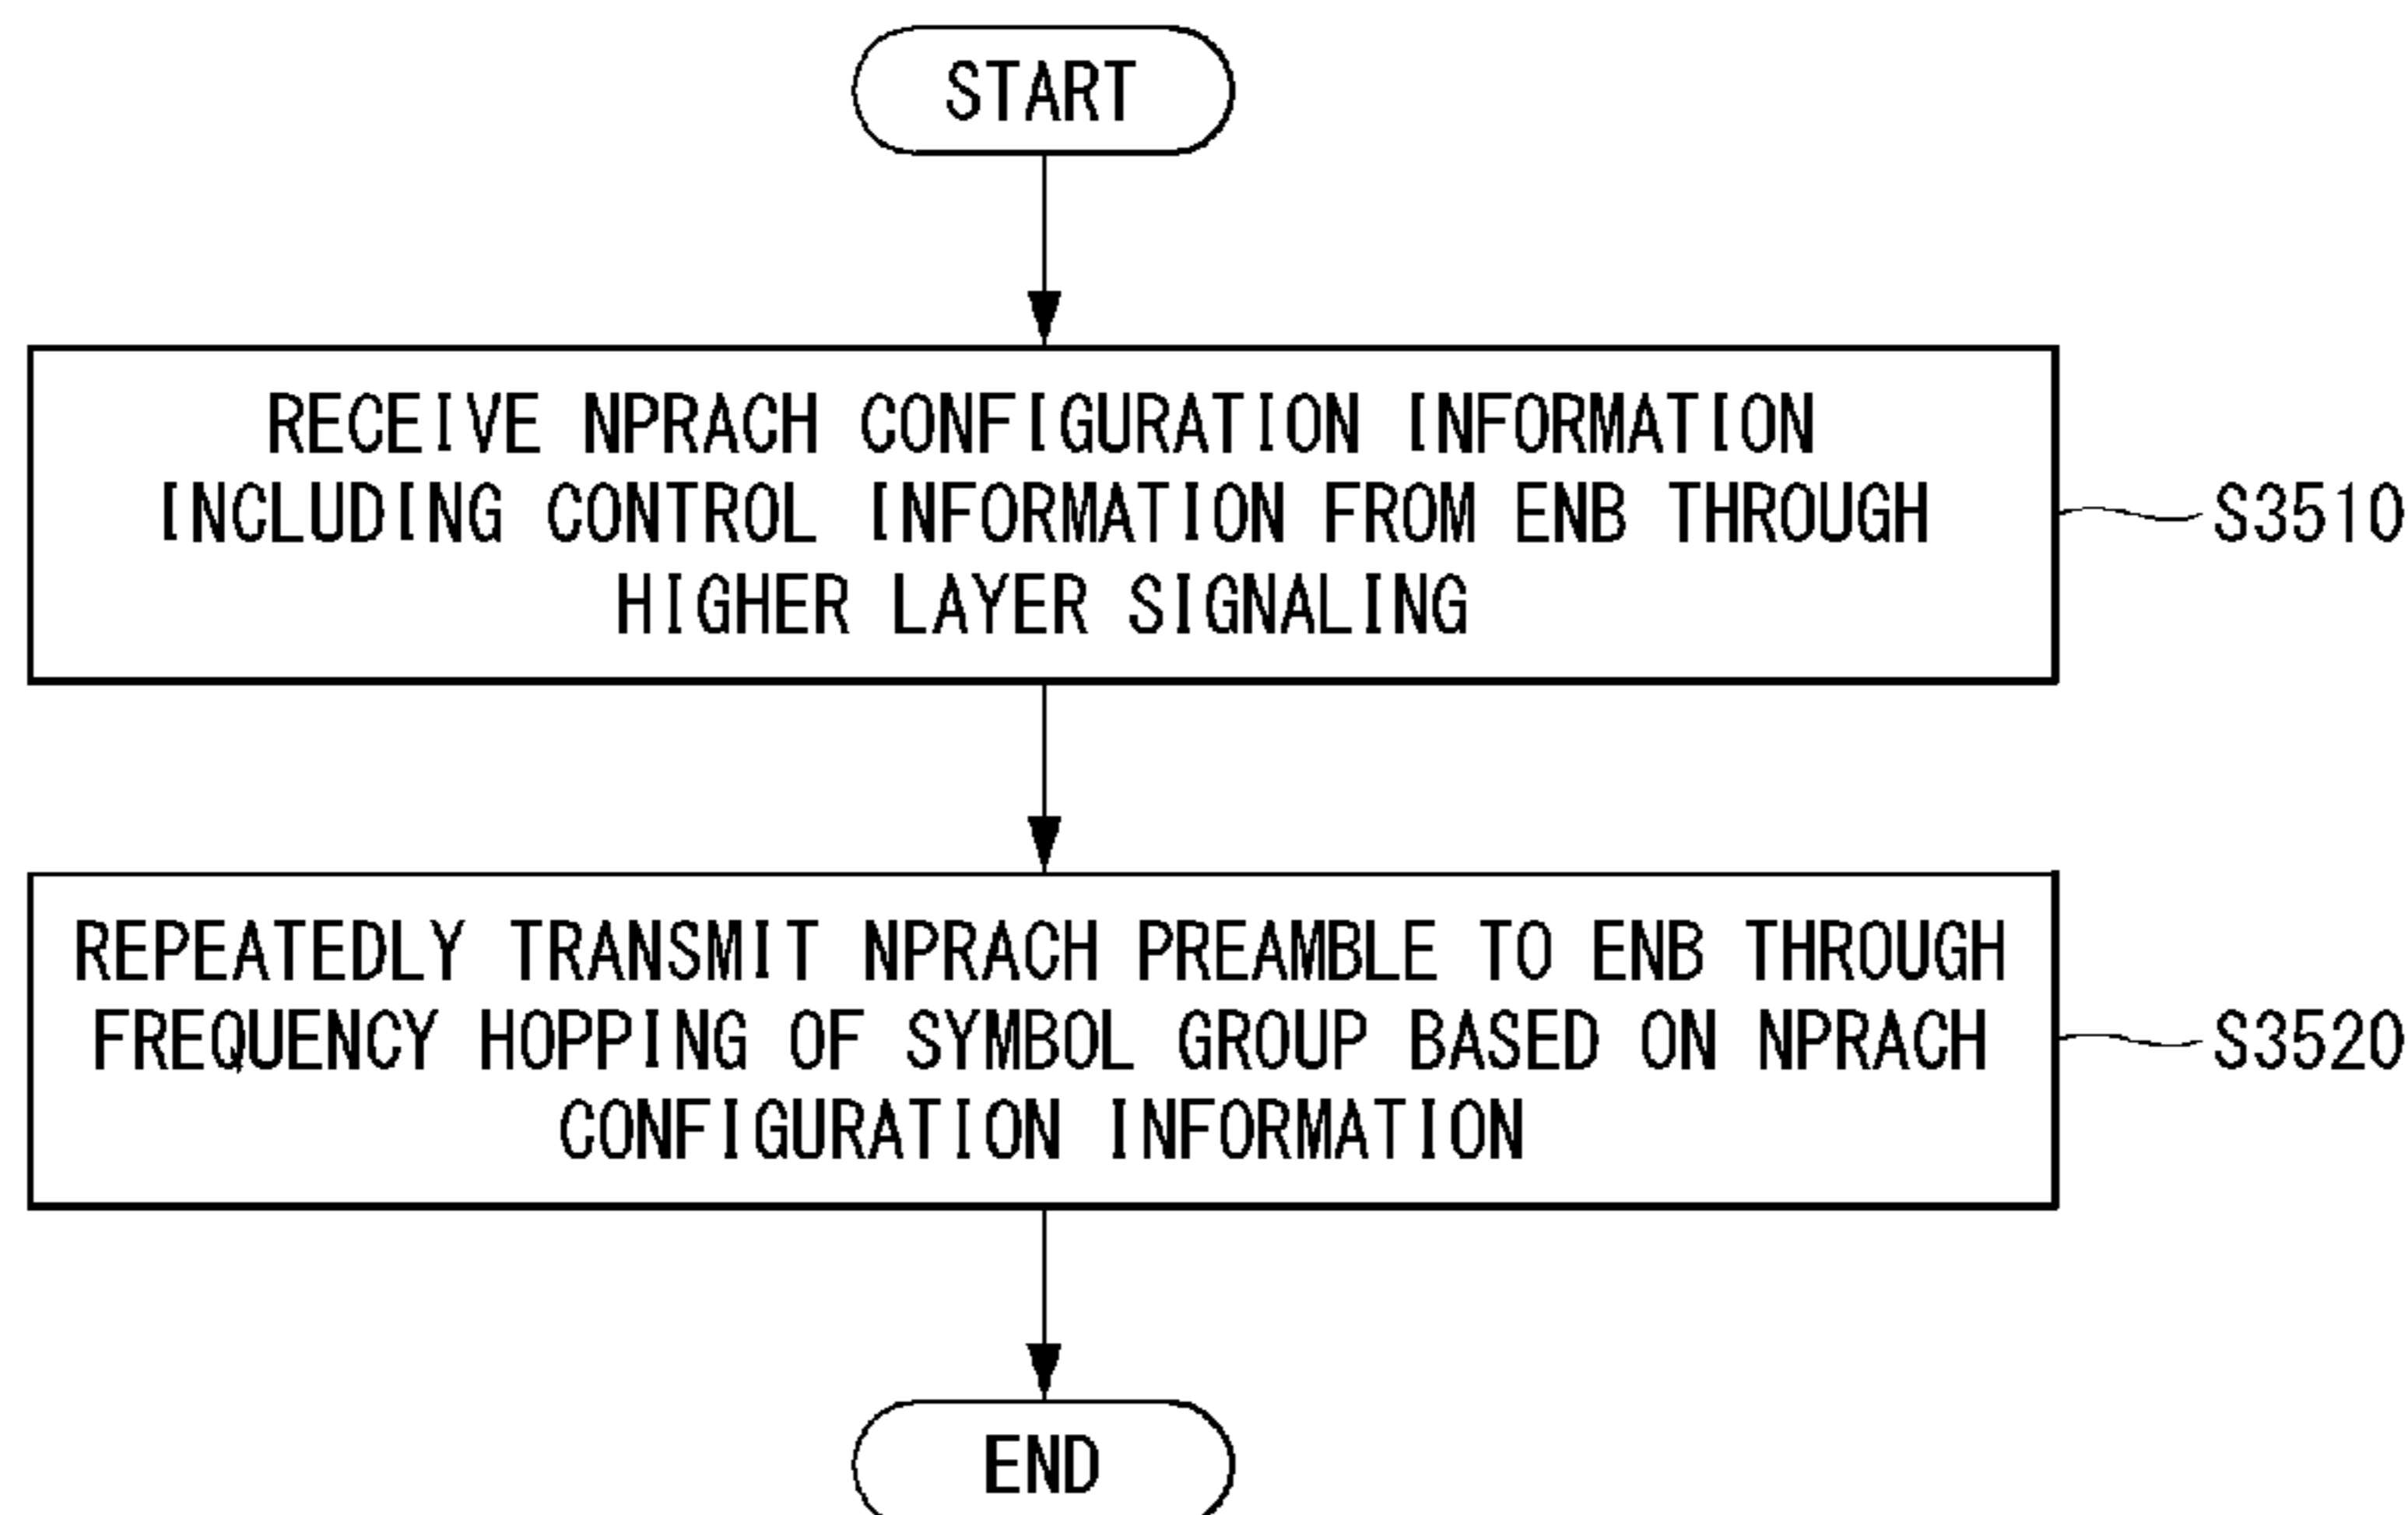 START
RECEIVE NPRACH CONFIGURATION INFORMATION
INCLUDING CONTROL INFORMATION FROM ENB THROUGH
HIGHER LAYER SIGNALING
S3510
REPEATEDLY TRANSMIT NPRACH PREAMBLE TO ENB THROUGH
FREQUENCY HOPPING OF SYMBOL GROUP BASED ON NPRACH
CONFIGURATION INFORMATION
S3520
END